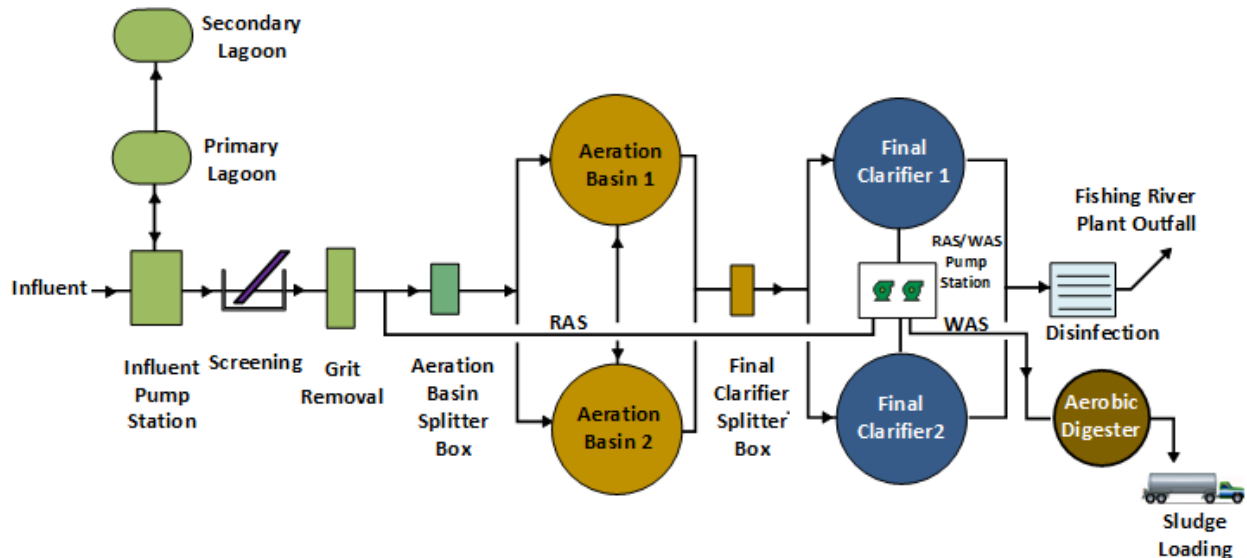 Secondary
Lagoon
Primary
Lagoon
Influent
Influent
Pump
Station
Screening
Grit
Removal
Aeration
Basin
Splitter
Box
RAS
Aeration
Basin 1
Aeration
Basin 2
Final
Clarifier
Splitter
Box
Final
Clarifier 1
RAS/WAS
Pump
Station
WAS
Final
Clarifier2
Fishing River
Plant Outfall
Disinfection
Aerobic
Digester
Sludge
Loading